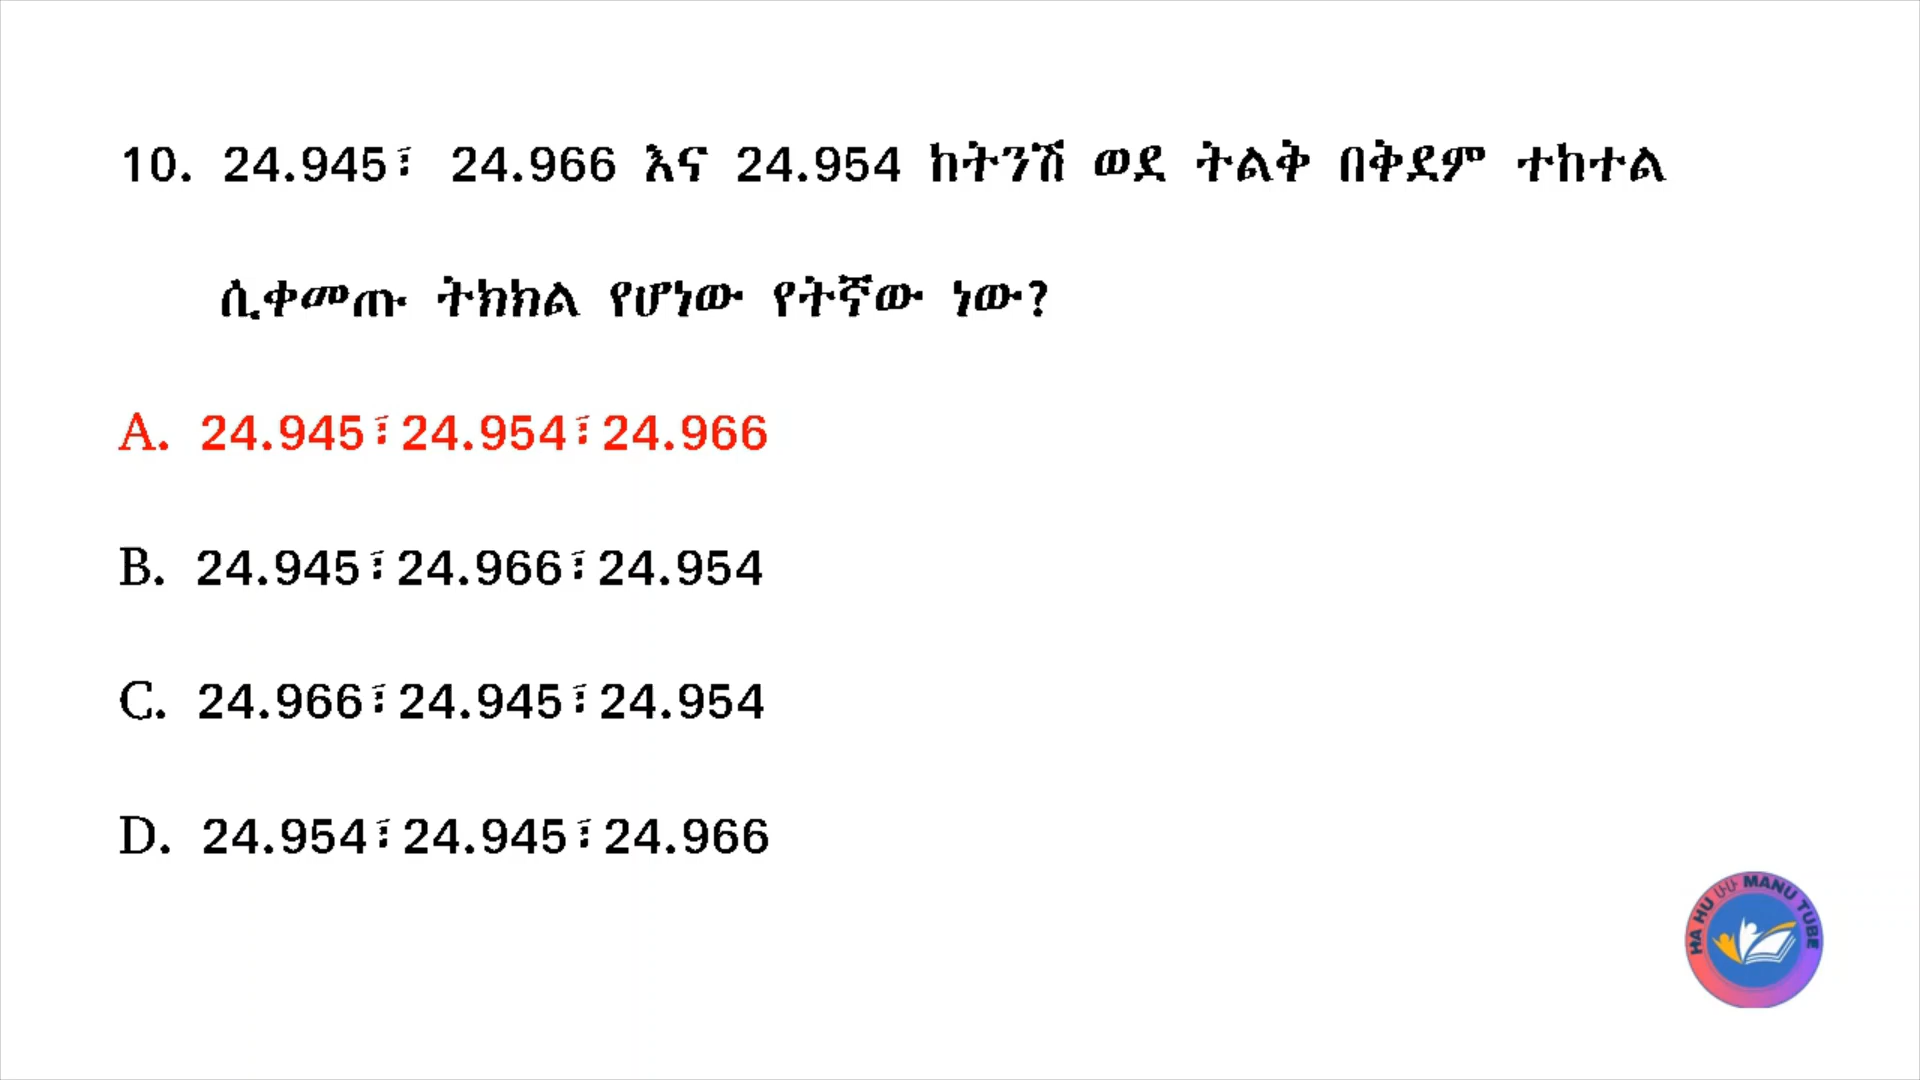 10. 24.945፣ 24.966 እና 24.954 ከትንሽ ወደ ትልቅ በቅደም ተከተል
ሲቀመጡ ትክክል የሆነው የትኛው ነው?
A. 24.945፣24.954፣24.966
B. 24.945፣24.966፣24.954
C. 24.966፣24.945፣24.954
D. 24.954፣24.945፣24.966
HA HU ሀሁ MANU TUBE